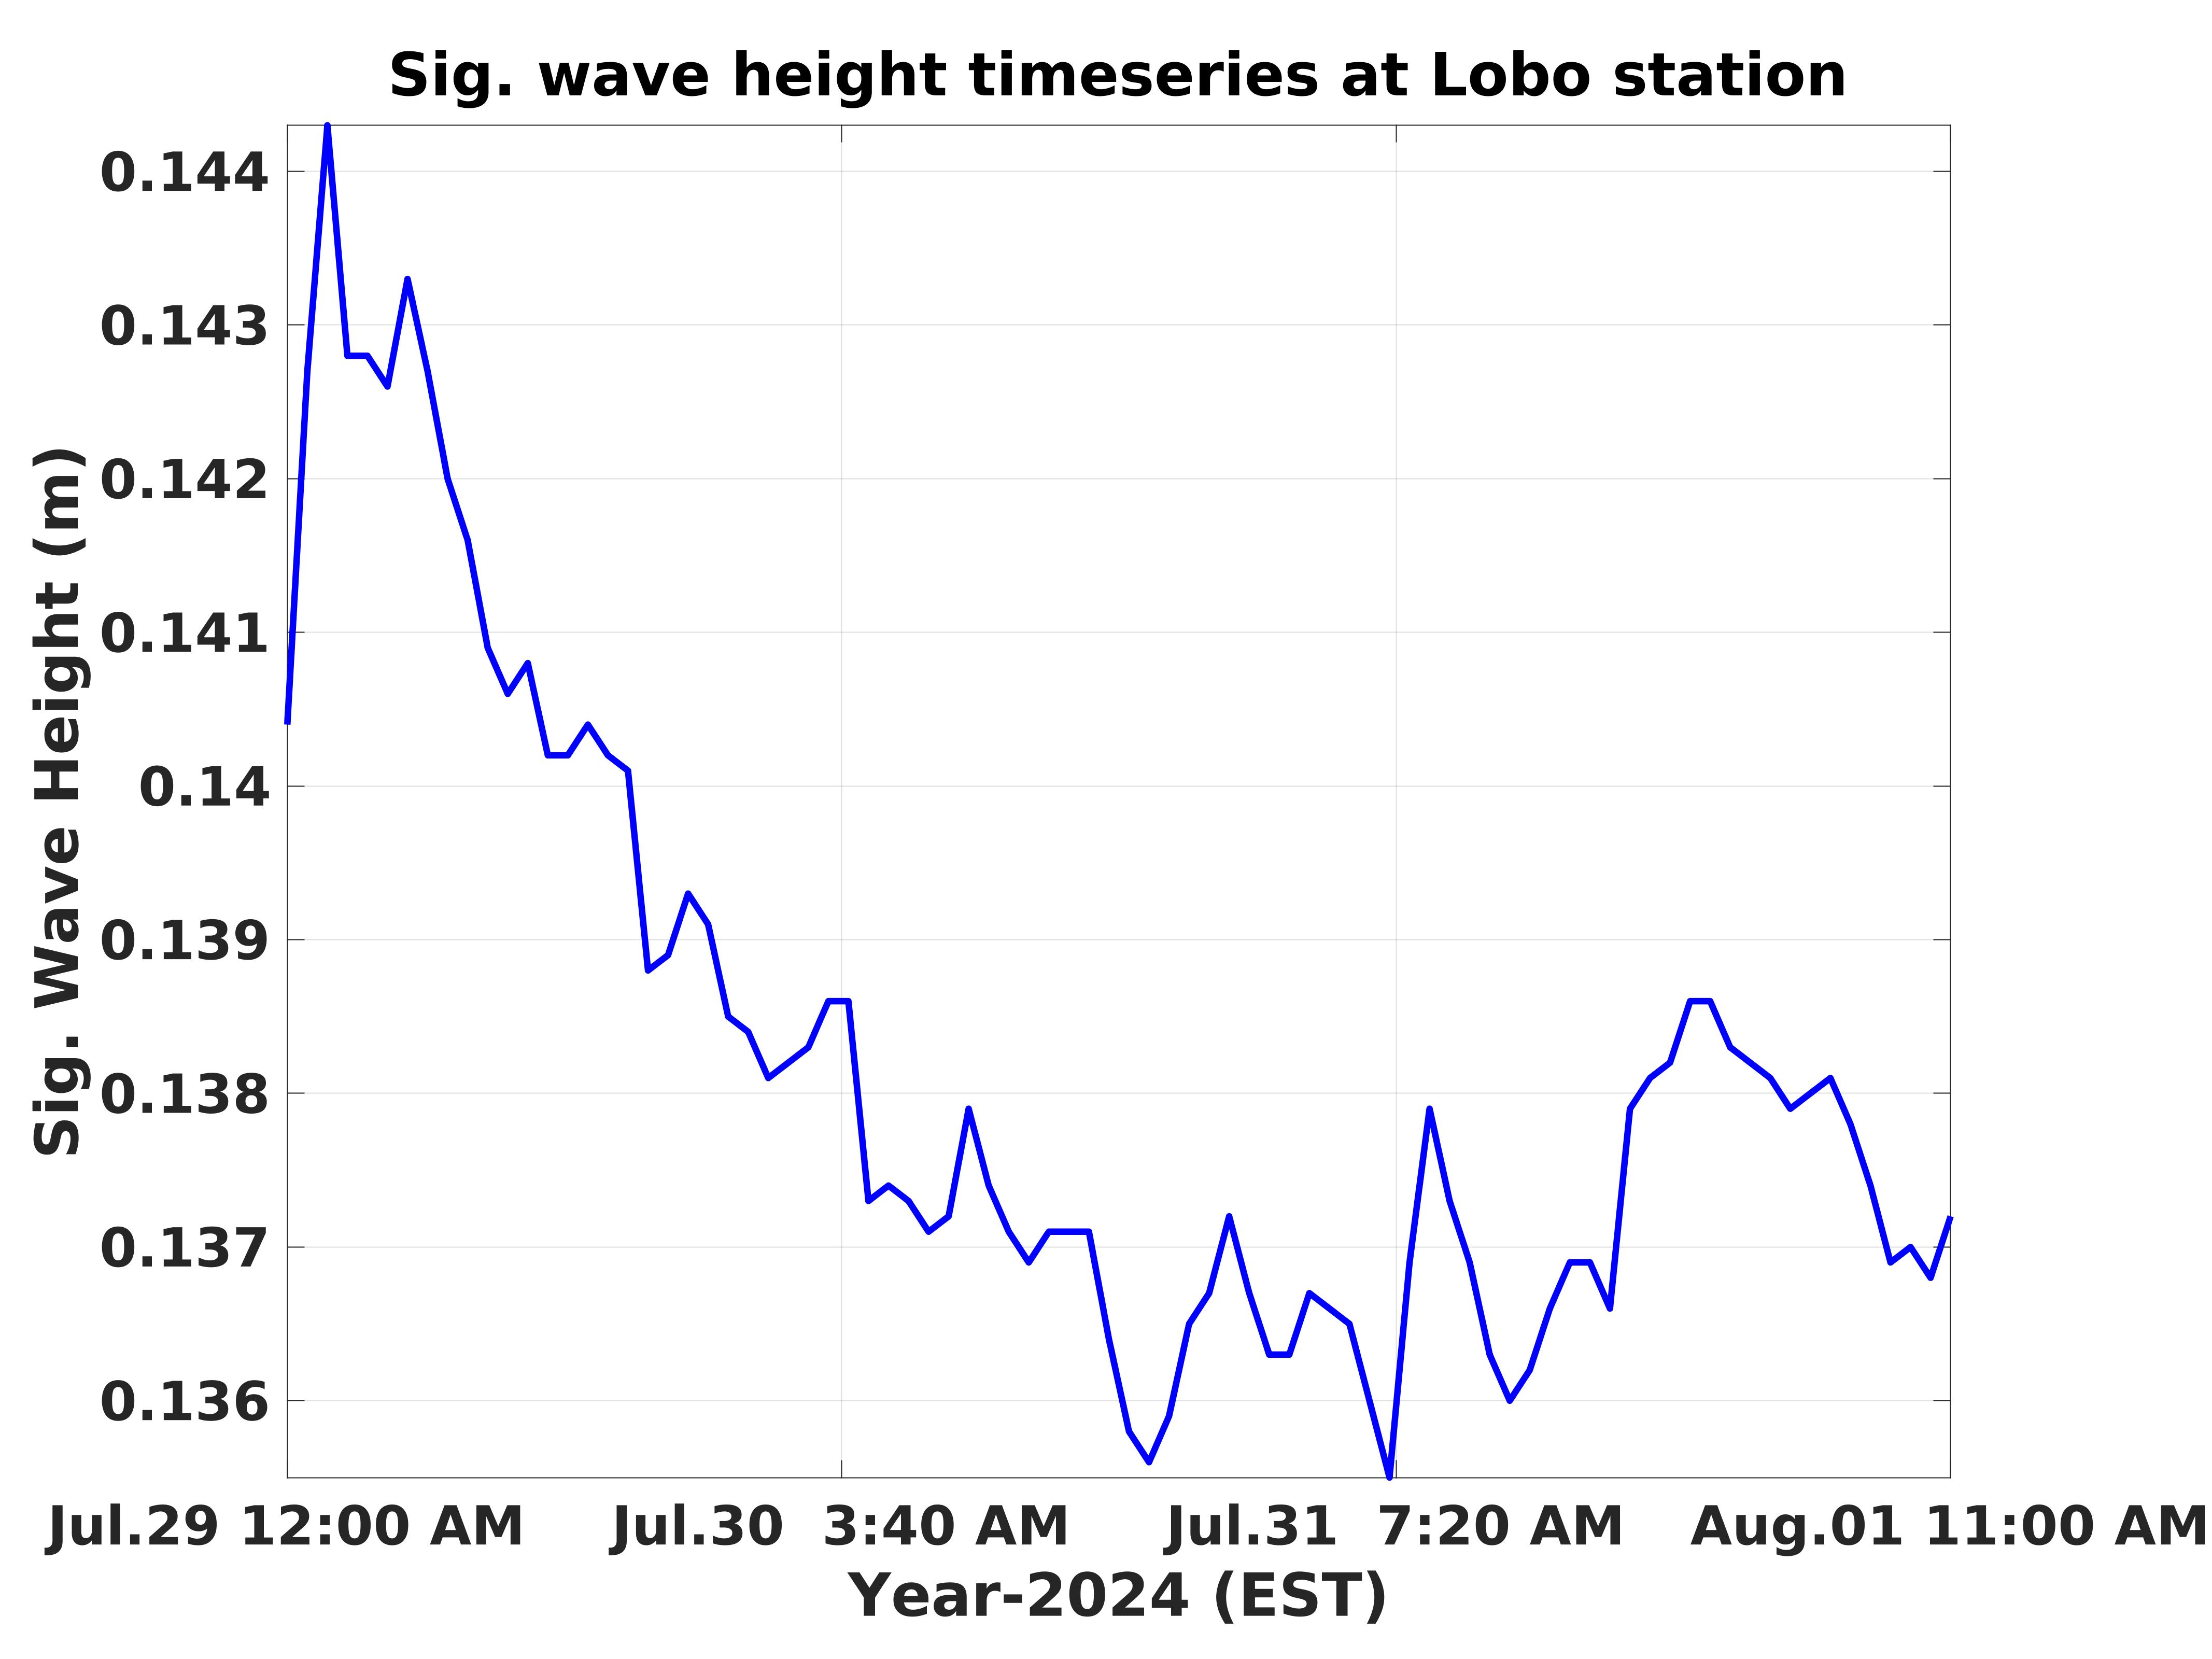 Sig. wave height timeseries at Lobo station
0.144
0.143
0.142
0.141
0.14
0.139
0.138
0.137
0.136
Sig. Wave Height (m)
Jul.29 12:00 AM Jul.30 3:40 AM Jul.31 7:20 AM Aug.01 11:00 AM
Year-2024 (EST)